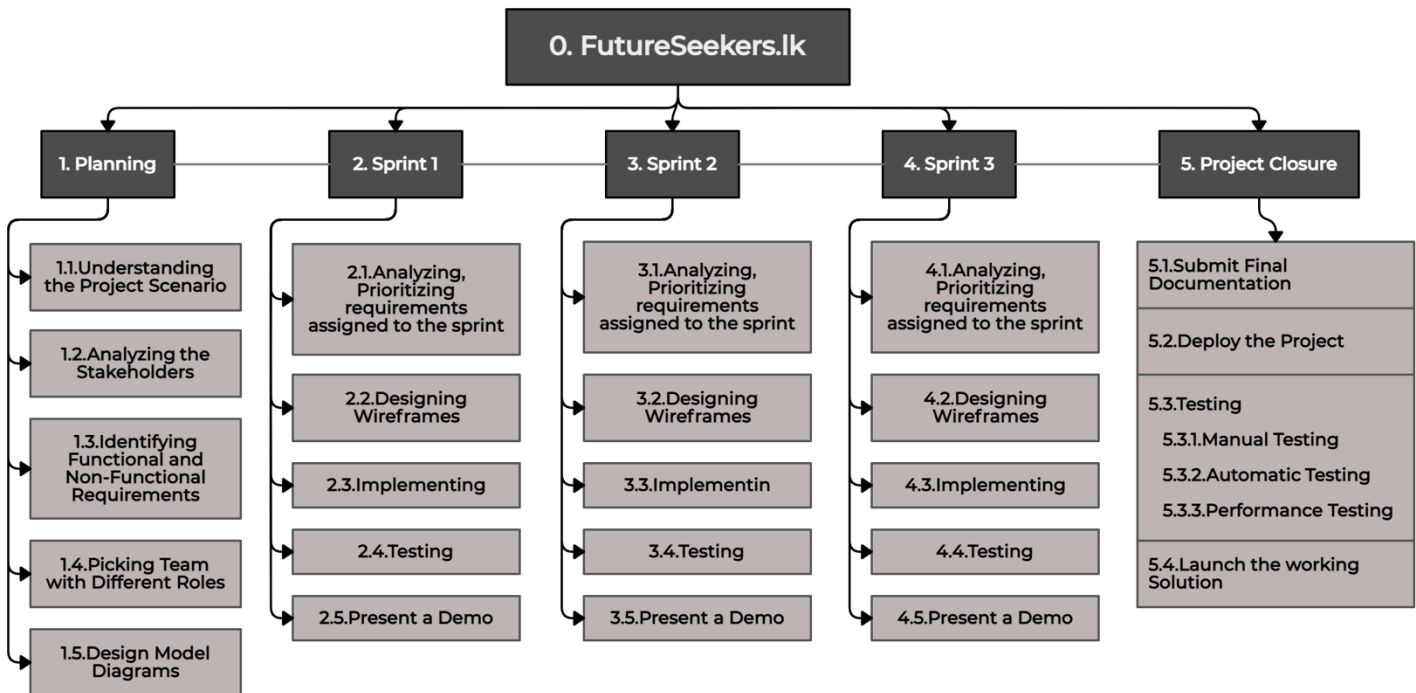 0. FutureSeekers.lk
1. Planning
2. Sprint 1
3. Sprint 2
4. Sprint 3
5. Project Closure
1.1.Understanding
the Project Scenario
1.2.Analyzing the
Stakeholders
1.3.Identifying
Functional and
Non-Functional
Requirements
1.4.Picking Team
with Different Roles
1.5.Design Model
Diagrams
2.1.Analyzing,
Prioritizing
requirements
assigned to the sprint
2.2.Designing
Wireframes
2.3.Implementing
2.4.Testing
2.5.Present a Demo
3.1.Analyzing,
Prioritizing
requirements
assigned to the sprint
3.2.Designing
Wireframes
3.3.Implementin
3.4.Testing
3.5.Present a Demo
4.1.Analyzing,
Prioritizing
requirements
assigned to the sprint
4.2.Designing
Wireframes
4.3.Implementing
4.4.Testing
4.5.Present a Demo
5.1.Submit Final
Documentation
5.2.Deploy the Project
5.3.Testing
5.3.1.Manual Testing
5.3.2.Automatic Testing
5.3.3.Performance Testing
5.4.Launch the working
Solution